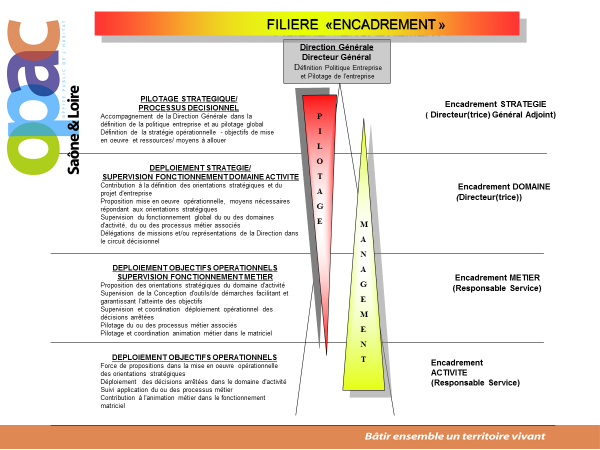 FILIERE «ENCADREMENT »
opac
Saône & Loire
Direction Générale
Directeur Général
Définition Politique Entreprise
et Pilotage de l'entreprise
PILOTAGE STRATEGIQUE/
PROCESSUS DECISIONNEL
Accompagnement de la Direction Générale dans la
définition de la politique entreprise et au pilotage global
Définition de la stratégie opérationnelle - objectifs de mise
en oeuvre et ressources/ moyens à allouer
Encadrement STRATEGIE
( Directeur(trice) Général Adjoint)
DEPLOIEMENT STRATEGIE/
SUPERVISION FONCTIONNEMENT DOMAINE ACTIVITE
Contribution à la définition des orientations stratégiques et du
projet d'entreprise
Proposition mise en oeuvre opérationnelle, moyens nécessaires
répondant aux orientations stratégiques
Supervision du fonctionnement global du ou des domaines
d'activité, du ou des processus métier associés
Délégations de missions et/ou représentations de la Direction dans
le circuit décisionnel
Encadrement DOMAINE
(Directeur(trice))
PILOTAGE
MANAGEMENT
DEPLOIEMENT OBJECTIFS OPERATIONNELS
SUPERVISION FONCTIONNEMENT METIER
Proposition des orientations stratégiques du domaine d'activité
Supervision de la Conception d'outils/de démarches facilitant et
garantissant l'atteinte des objectifs
Supervision et coordination déploiement opérationnel des
décisions arrêtées
Pilotage du ou des processus métier associés
Pilotage et coordination animation métier dans le matriciel
Encadrement METIER
(Responsable Service)
DEPLOIEMENT OBJECTIFS OPERATIONNELS
Force de propositions dans la mise en oeuvre opérationnelle
des orientations stratégiques
Déploiement des décisions arrêtées dans le domaine d'activité
Suivi application du ou des processus métier
Contribution à l'animation métier dans le fonctionnement
matriciel
Encadrement
ACTIVITE
(Responsable Service)
Bâtir ensemble un territoire vivant